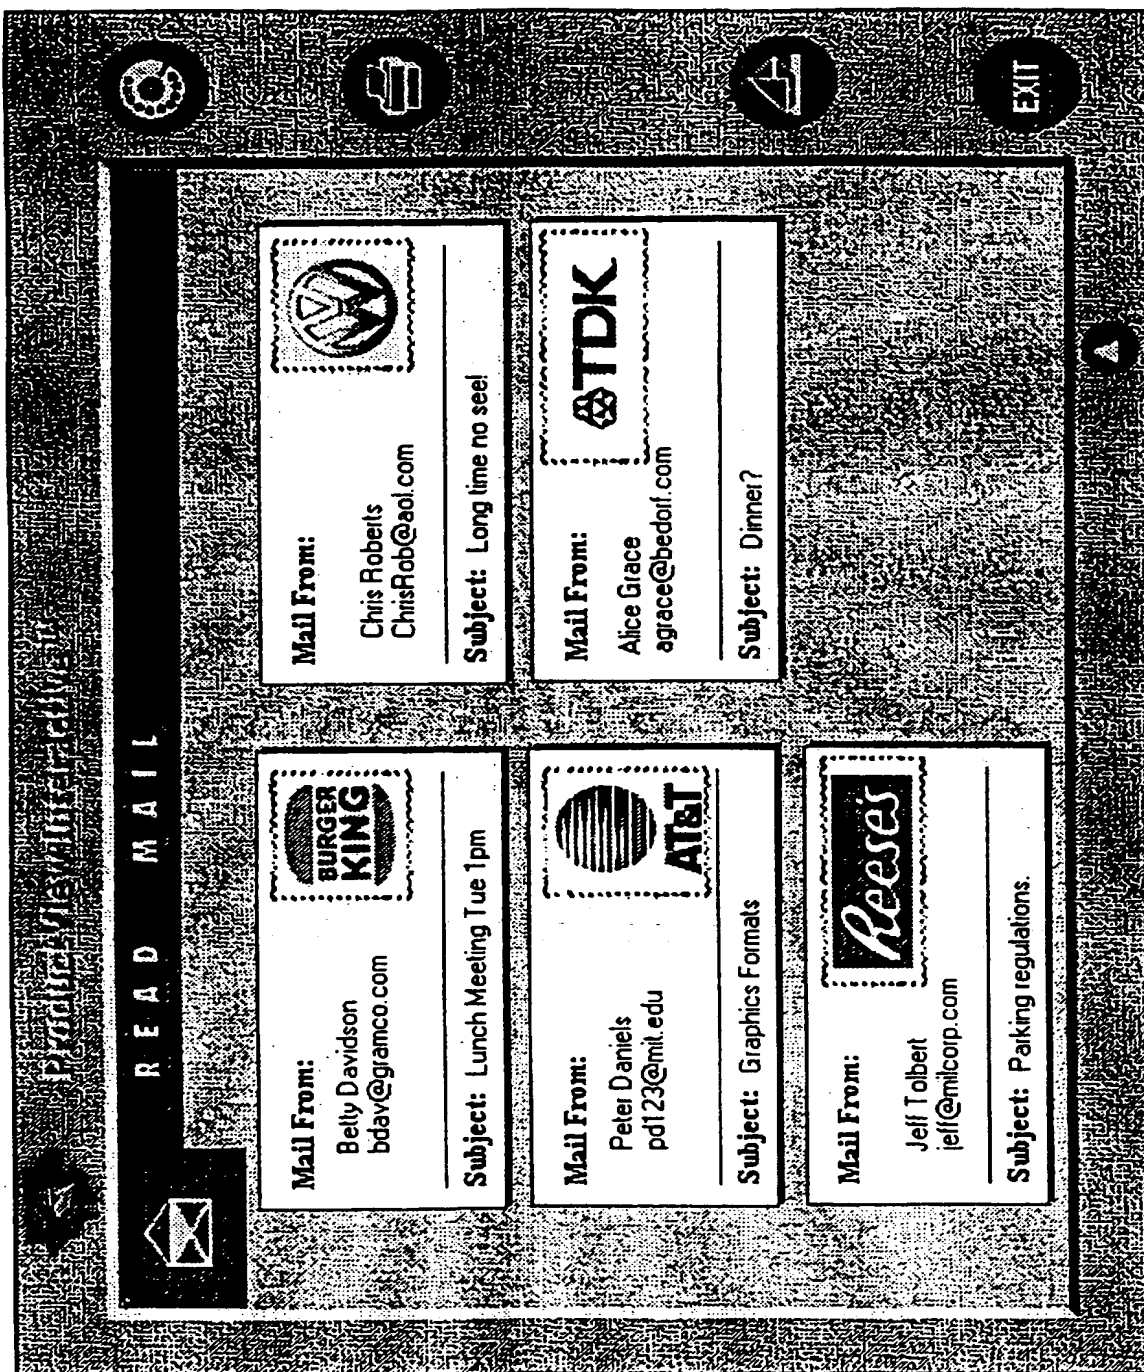 ProductViewInteractive
READ MAIL
Mail From:
Betty Davidson
bdav@gramco.com
BURGER
KING
Subject: Lunch Meeting Tue 1pm
Mail From:
Chris Roberts
ChrisRob@aol.com
Subject: Long time no see!
Mail From:
Peter Daniels
pd123@mit.edu
AT&T
Subject: Graphics Formats
Mail From:
Alice Grace
agrace@bedorf.com
TDK
Subject: Dinner?
Mail From:
Jeff Tolbert
jeff@milcorp.com
Reese's
Subject: Parking regulations.
EXIT